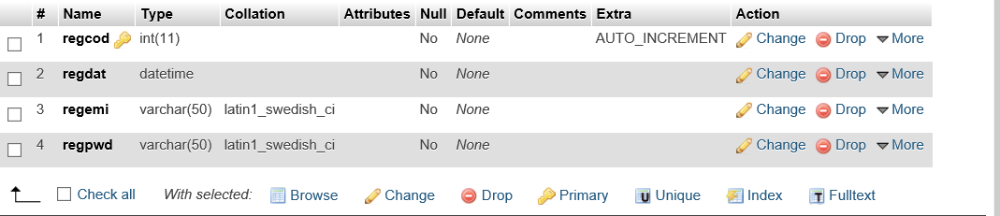 # Name Type Collation Attributes Null Default Comments Extra Action
1 regcod int(11) No None AUTO_INCREMENT Change Drop More
2 regdat datetime No None Change Drop More
3 regemi varchar(50) latin1_swedish_ci No None Change Drop More
4 regpwd varchar(50) latin1_swedish_ci No None Change Drop More
Check all With selected: Browse Change Drop Primary U Unique Index T Fulltext